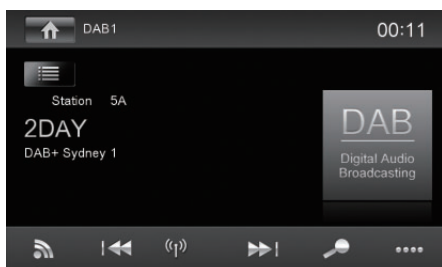 DAB1 00:11
Station 5A
2DAY
DAB+ Sydney 1
DAB
Digital Audio
Broadcasting